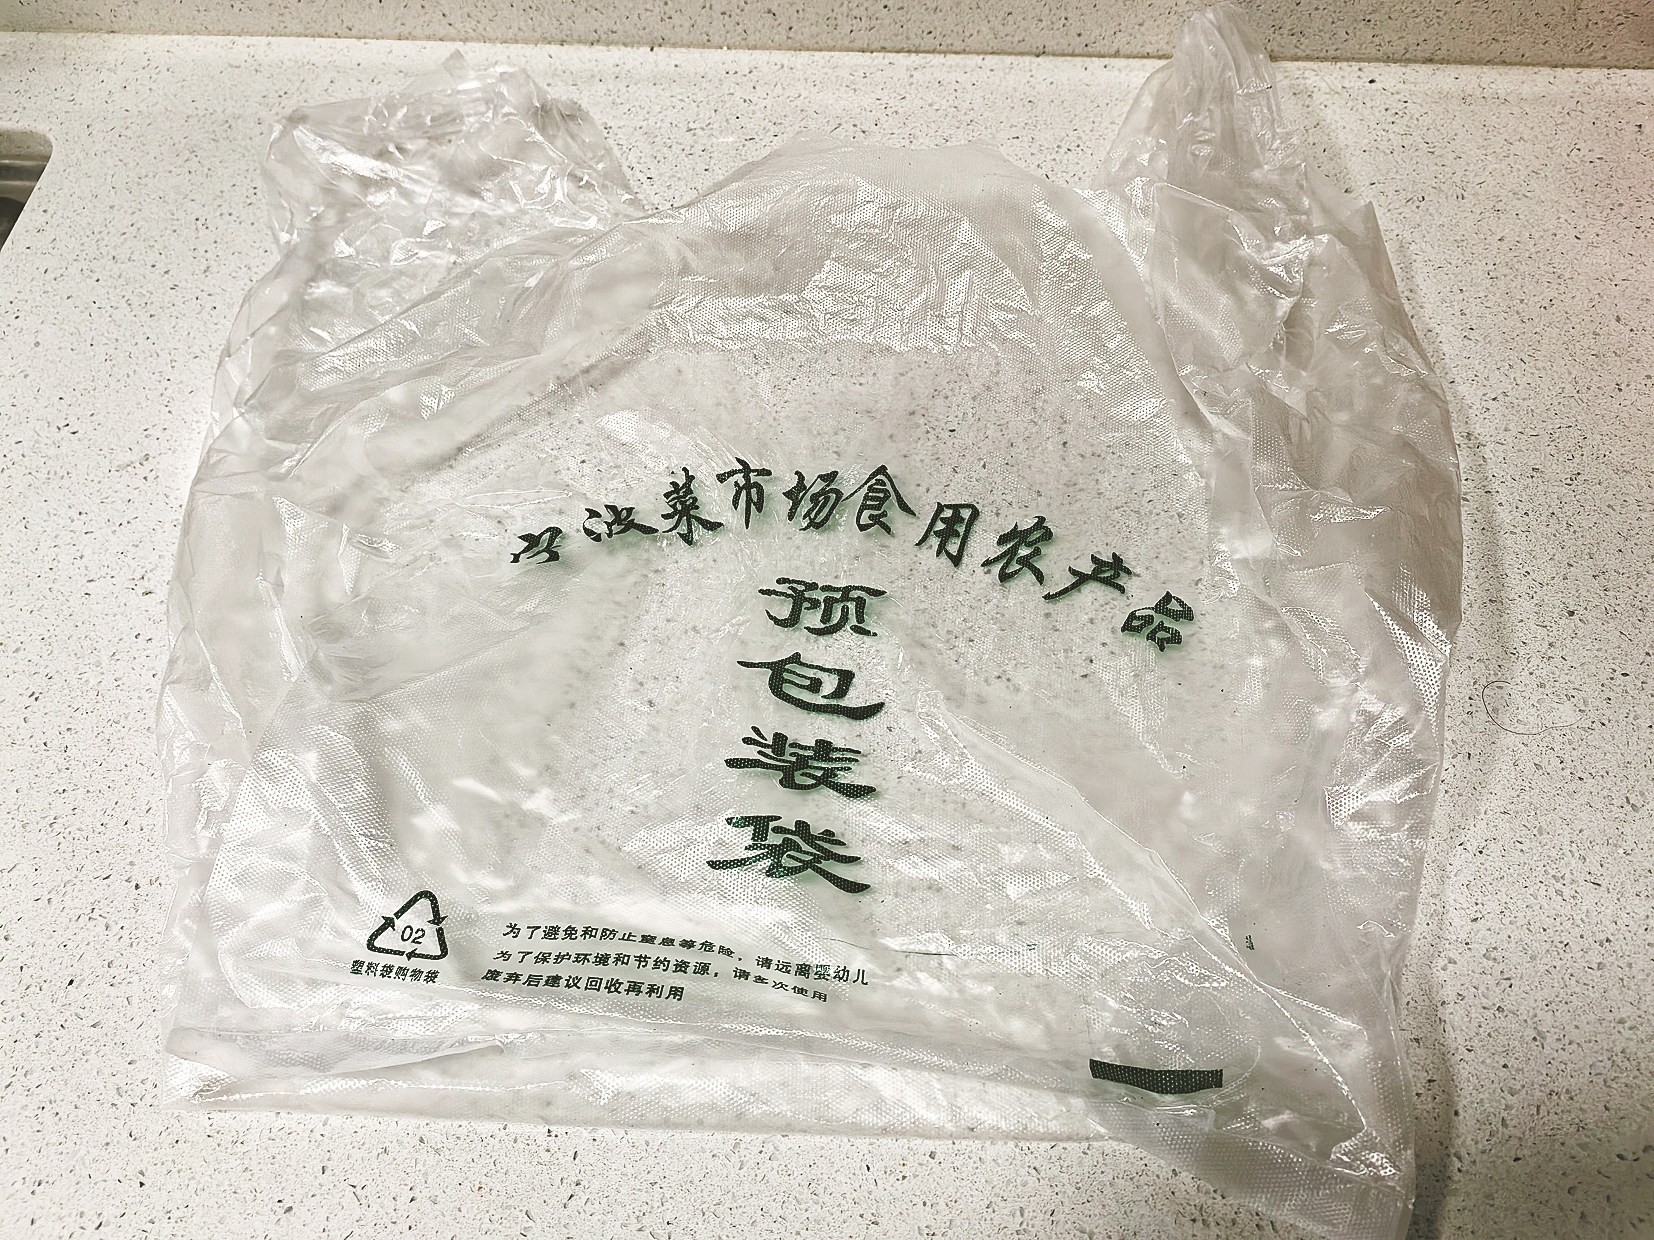 菜市场食用农产品
预
包
装
袋
02
塑料袋购物袋
为了避免和防止窒息等危险，请远离婴幼儿
为了保护环境和节约资源，请多次使用
废弃后建议回收再利用